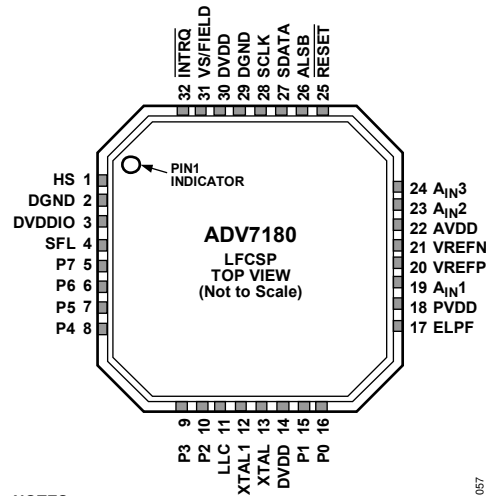 32 INTRQ
31 VS/FIELD
30 DVDD
29 DGND
28 SCLK
27 SDATA
26 ALSB
25 RESET
HS 1
DGND 2
DVDDIO 3
SFL 4
P7 5
P6 6
P5 7
P4 8
PIN1
INDICATOR
ADV7180
LFCSP
TOP VIEW
(Not to Scale)
24 AIN3
23 AIN2
22 AVDD
21 VREFN
20 VREFP
19 AIN1
18 PVDD
17 ELPF
P3 9
P2 10
LLC 11
XTAL1 12
XTAL 13
DVDD 14
P1 15
P0 16
057